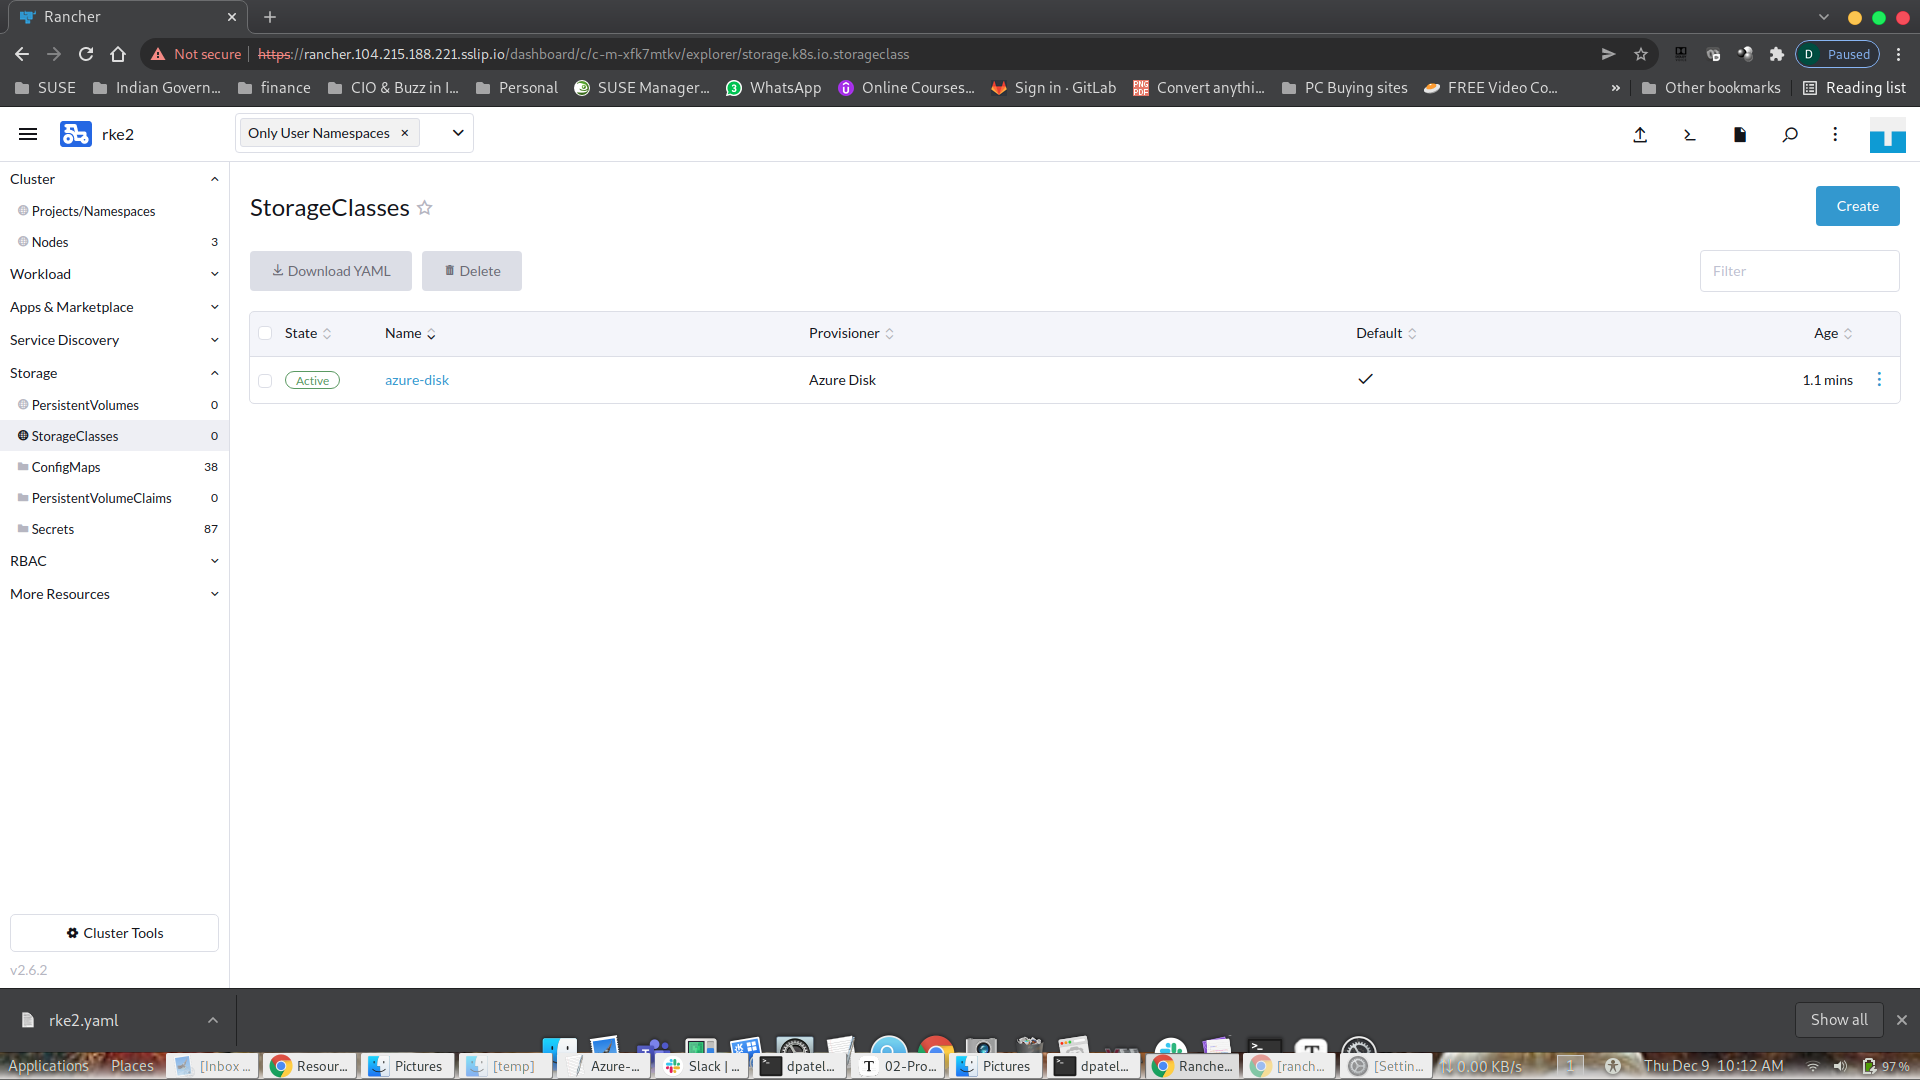 Rancher
Not secure https://rancher.104.215.188.221.sslip.io/dashboard/c/c-m-xfk7mtkv/explorer/storage.k8s.io.storageclass
D Paused
SUSE Indian Govern... finance CIO & Buzz in I... Personal SUSE Manager... WhatsApp Online Courses... Sign in · GitLab Convert anythi... PC Buying sites FREE Video Co... » Other bookmarks Reading list
rke2
Only User Namespaces ×
Cluster
Projects/Namespaces
Nodes 3
Workload
Apps & Marketplace
Service Discovery
Storage
PersistentVolumes 0
StorageClasses 0
ConfigMaps 38
PersistentVolumeClaims 0
Secrets 87
RBAC
More Resources
Cluster Tools
v2.6.2
StorageClasses
Create
Download YAML
Delete
Filter
State Name Provisioner Default Age
Active azure-disk Azure Disk 1.1 mins
rke2.yaml
Show all
Applications Places [Inbox ... Resour... Pictures [temp] Azure-... Slack | ... dpatel... 02-Pro... Pictures dpatel... Ranche... [ranch... [Settin... 0.00 KB/s 1 Thu Dec 9 10:12 AM 97 %